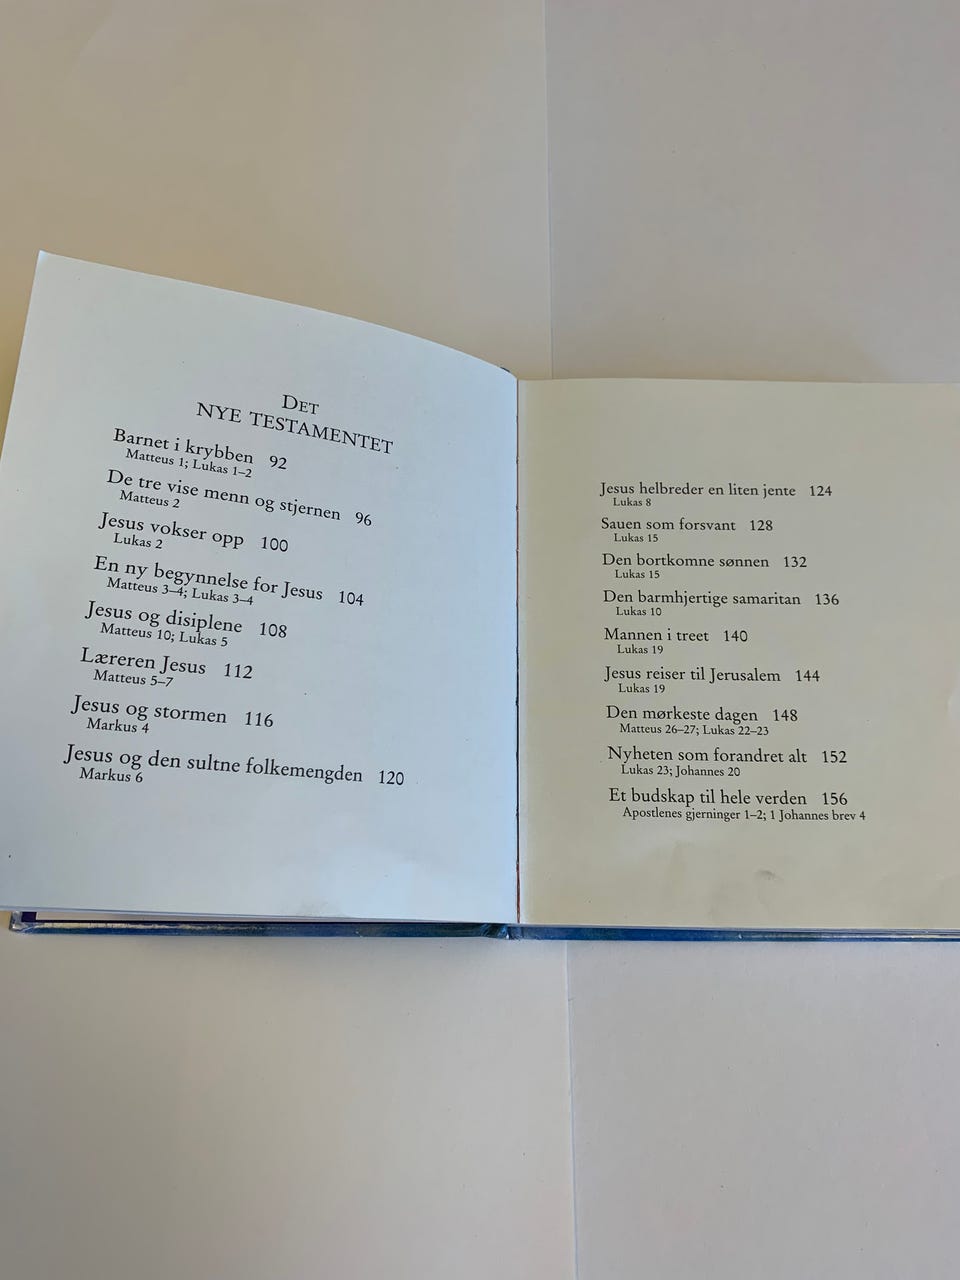 DET
NYE TESTAMENTET
Barnet i krybben 92
Matteus 1; Lukas 1–2
De tre vise menn og stjernen 96
Matteus 2
Jesus vokser opp 100
Lukas 2
En ny begynnelse for Jesus 104
Matteus 3–4; Lukas 3–4
Jesus og disiplene 108
Matteus 10; Lukas 5
Læreren Jesus 112
Matteus 5–7
Jesus og stormen 116
Markus 4
Jesus og den sultne folkemengden 120
Markus 6
Jesus helbreder en liten jente 124
Lukas 8
Sauen som forsvant 128
Lukas 15
Den bortkomne sønnen 132
Lukas 15
Den barmhjertige samaritan 136
Lukas 10
Mannen i treet 140
Lukas 19
Jesus reiser til Jerusalem 144
Lukas 19
Den mørkeste dagen 148
Matteus 26–27; Lukas 22–23
Nyheten som forandret alt 152
Lukas 23; Johannes 20
Et budskap til hele verden 156
Apostlenes gjerninger 1–2; 1 Johannes brev 4